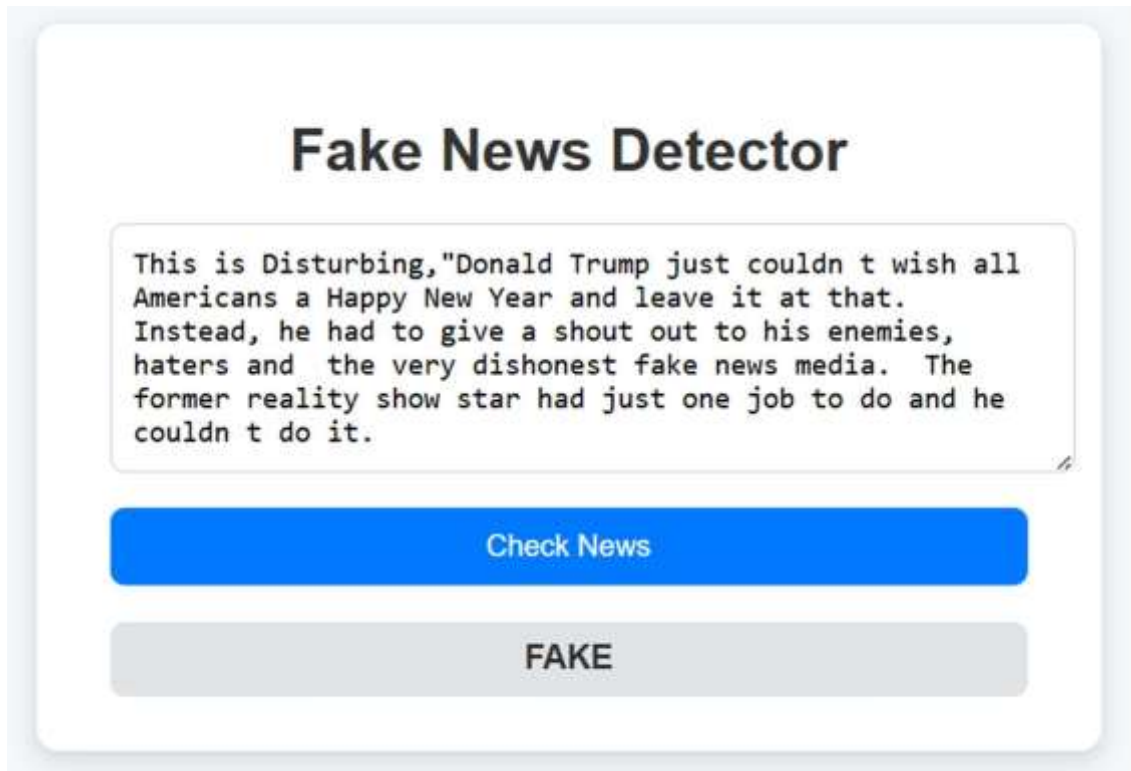 Fake News Detector
This is Disturbing,"Donald Trump just couldn t wish all
Americans a Happy New Year and leave it at that.
Instead, he had to give a shout out to his enemies,
haters and  the very dishonest fake news media.  The
former reality show star had just one job to do and he
couldn t do it.
Check News
FAKE